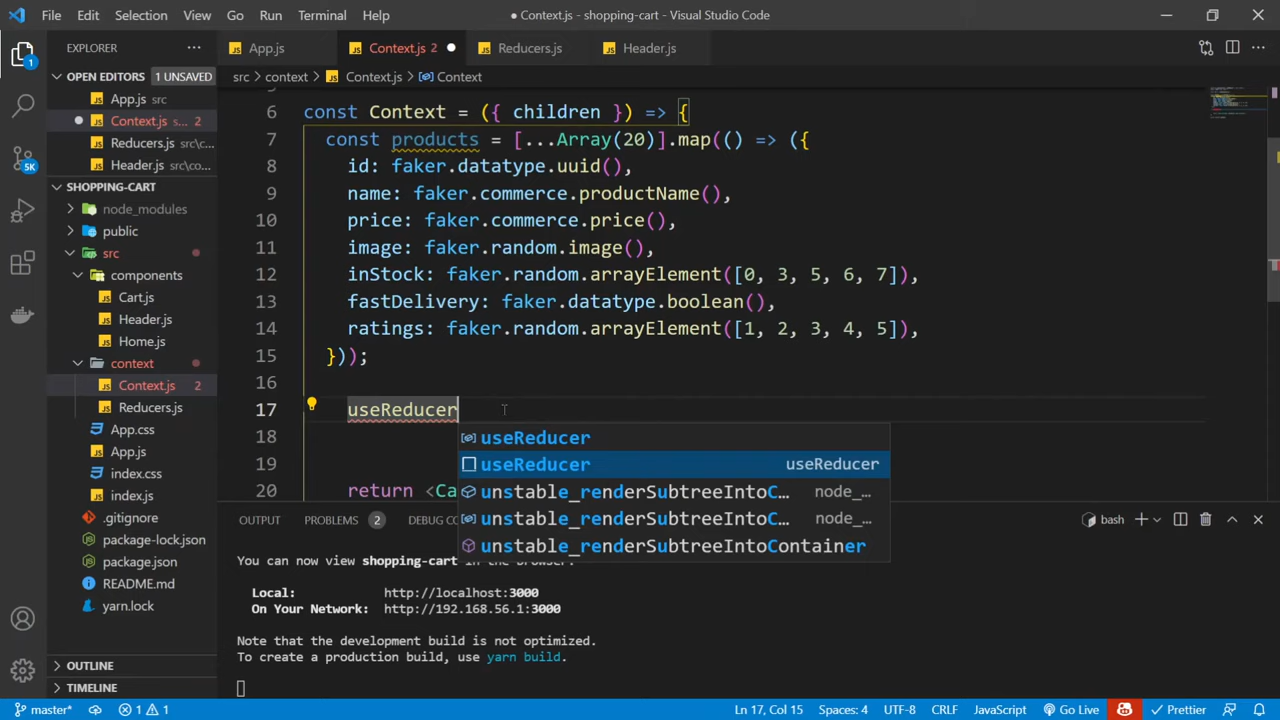 File Edit Selection View Go Run Terminal Help
● Context.js - shopping-cart - Visual Studio Code
EXPLORER
App.js
Context.js 2
Reducers.js
Header.js
OPEN EDITORS 1 UNSAVED
App.js src
Context.js s... 2
Reducers.js src\c...
Header.js src\co...
SHOPPING-CART
node_modules
public
src
components
Cart.js
Header.js
Home.js
context
Context.js 2
Reducers.js
App.css
App.js
index.css
index.js
.gitignore
package-lock.json
package.json
README.md
yarn.lock
OUTLINE
TIMELINE
1
5K
src > context > Context.js > Context
6 const Context = ({ children }) => {
7 const products = [...Array(20)].map(() => ({
8 id: faker.datatype.uuid(),
9 name: faker.commerce.productName(),
10 price: faker.commerce.price(),
11 image: faker.random.image(),
12 inStock: faker.random.arrayElement([0, 3, 5, 6, 7]),
13 fastDelivery: faker.datatype.boolean(),
14 ratings: faker.random.arrayElement([1, 2, 3, 4, 5]),
15 }));
16
17 useReducer
18
19
20 return <Ca
useReducer
useReducer useReducer
unstable_renderSubtreeIntoC... node_...
unstable_renderSubtreeIntoC... node_...
unstable_renderSubtreeIntoContainer
OUTPUT PROBLEMS 2 DEBUG CO
bash
You can now view shopping-cart in the browser.
Local: http://localhost:3000
On Your Network: http://192.168.56.1:3000
Note that the development build is not optimized.
To create a production build, use yarn build.
master* 1 1
Ln 17, Col 15 Spaces: 4 UTF-8 CRLF JavaScript Go Live Prettier